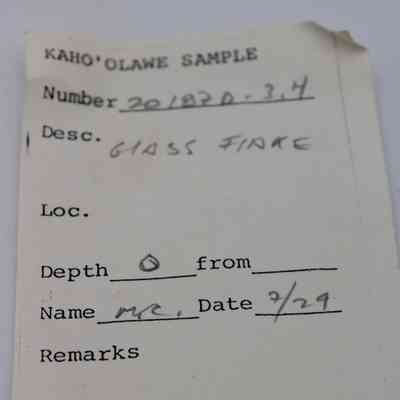 KAHO'OLAWE SAMPLE
Number 20187D-3,4
Desc. GLASS FLAKE
Loc.
Depth 0 from
Name Date 7/29
Remarks